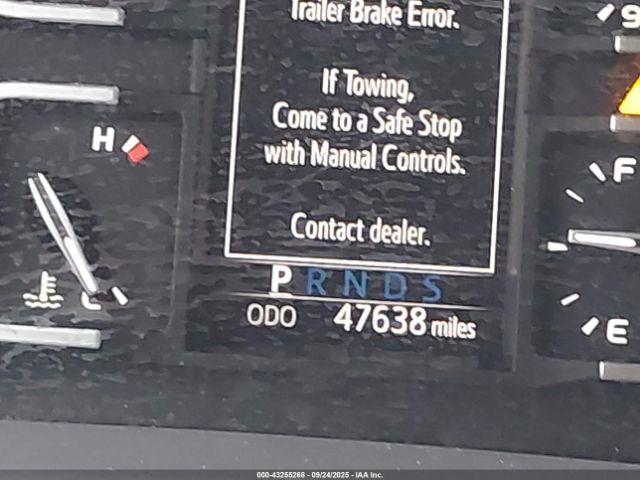 Trailer Brake Error.
If Towing,
Come to a Safe Stop
with Manual Controls.
Contact dealer.
H
C
9
F
E
P R N D S
ODO 47638 miles
000-43255268 - 09/24/2025 - IAA Inc.